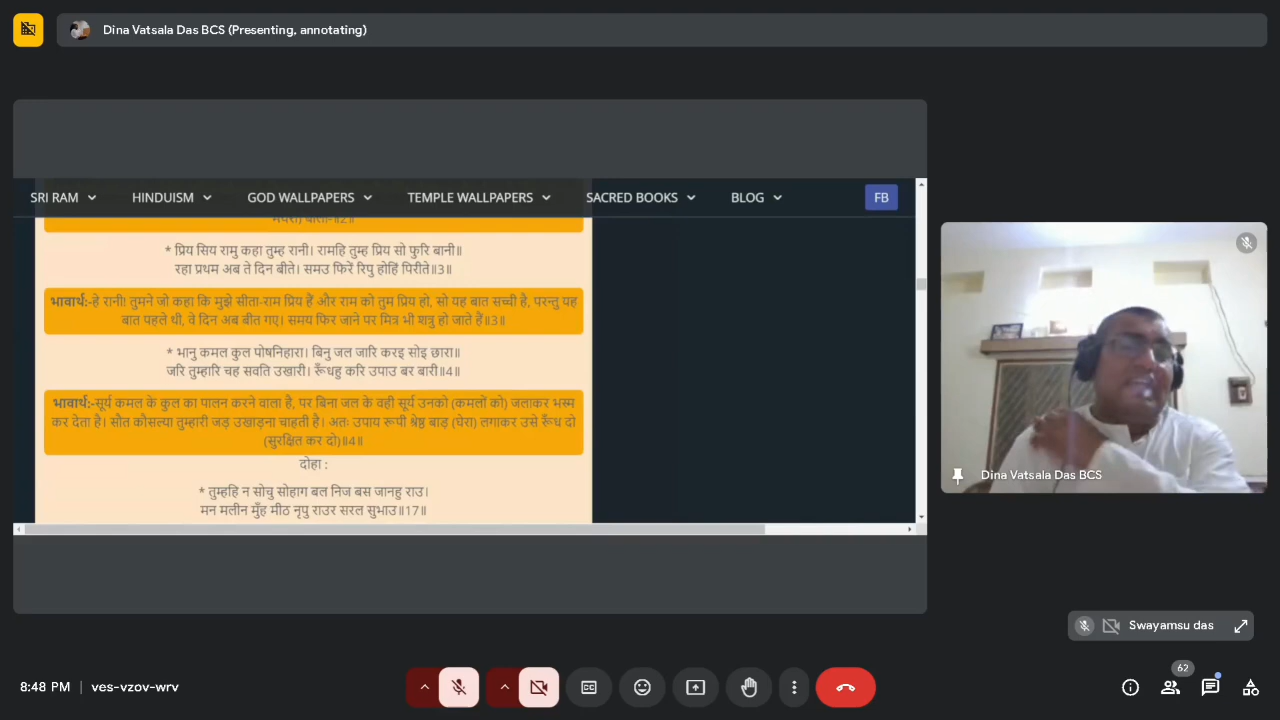 Dina Vatsala Das BCS (Presenting, annotating)
SRI RAM HINDUISM GOD WALLPAPERS TEMPLE WALLPAPERS SACRED BOOKS BLOG FB
* प्रिय सिय रामु कहा तुम्ह रानी। रामहि तुम्ह प्रिय सो फुरि बानी॥
रहा प्रथम अब ते दिन बीते। समउ फिरें रिपु होहिं पिरीते॥3॥
भावार्थ:-हे रानी! तुमने जो कहा कि मुझे सीता-राम प्रिय हैं और राम को तुम प्रिय हो, सो यह बात सच्ची है, परन्तु यह
बात पहले थी, वे दिन अब बीत गए। समय फिर जाने पर मित्र भी शत्रु हो जाते हैं॥3॥
* भानु कमल कुल पोषनिहारा। बिनु जल जारि करइ सोइ छारा॥
जरि तुम्हारि चह सवति उखारी। रूँधहु करि उपाउ बर बारी॥4॥
भावार्थ:-सूर्य कमल के कुल का पालन करने वाला है, पर बिना जल के वही सूर्य उनको (कमलों को) जलाकर भस्म
कर देता है। सौत कौसल्या तुम्हारी जड़ उखाड़ना चाहती है। अतः उपाय रूपी श्रेष्ठ बाड़ (घेरा) लगाकर उसे रूँध दो
(सुरक्षित कर दो)॥4॥
दोहा :
* तुम्हहि न सोचु सोहाग बल निज बस जानहु राउ।
मन मलीन मुँह मीठ नृपु राउर सरल सुभाउ॥17॥
Dina Vatsala Das BCS
Swayamsu das
62
8:48 PM | ves-vzov-wrv